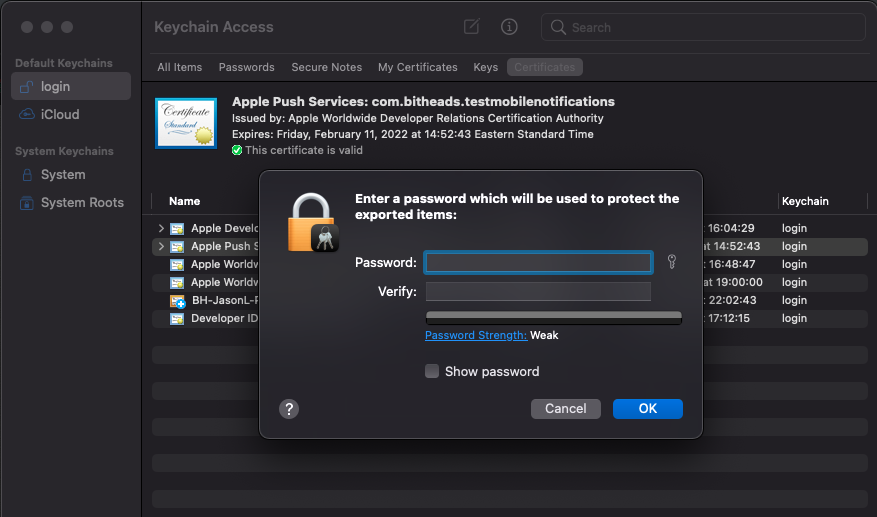 Keychain Access
Search
Default Keychains
login
iCloud
System Keychains
System
System Roots
All Items Passwords Secure Notes My Certificates Keys Certificates
Certificate
Standard
Apple Push Services: com.bitheads.testmobilenotifications
Issued by: Apple Worldwide Developer Relations Certification Authority
Expires: Friday, February 11, 2022 at 14:52:43 Eastern Standard Time
This certificate is valid
Name Keychain
Apple Develo 16:04:29 login
Apple Push S at 14:52:43 login
Apple Worldw 16:48:47 login
Apple Worldw at 19:00:00 login
BH-JasonL- 22:02:43 login
Developer ID 17:12:15 login
Enter a password which will be used to protect the
exported items:
Password:
Verify:
Password Strength: Weak
Show password
? Cancel OK